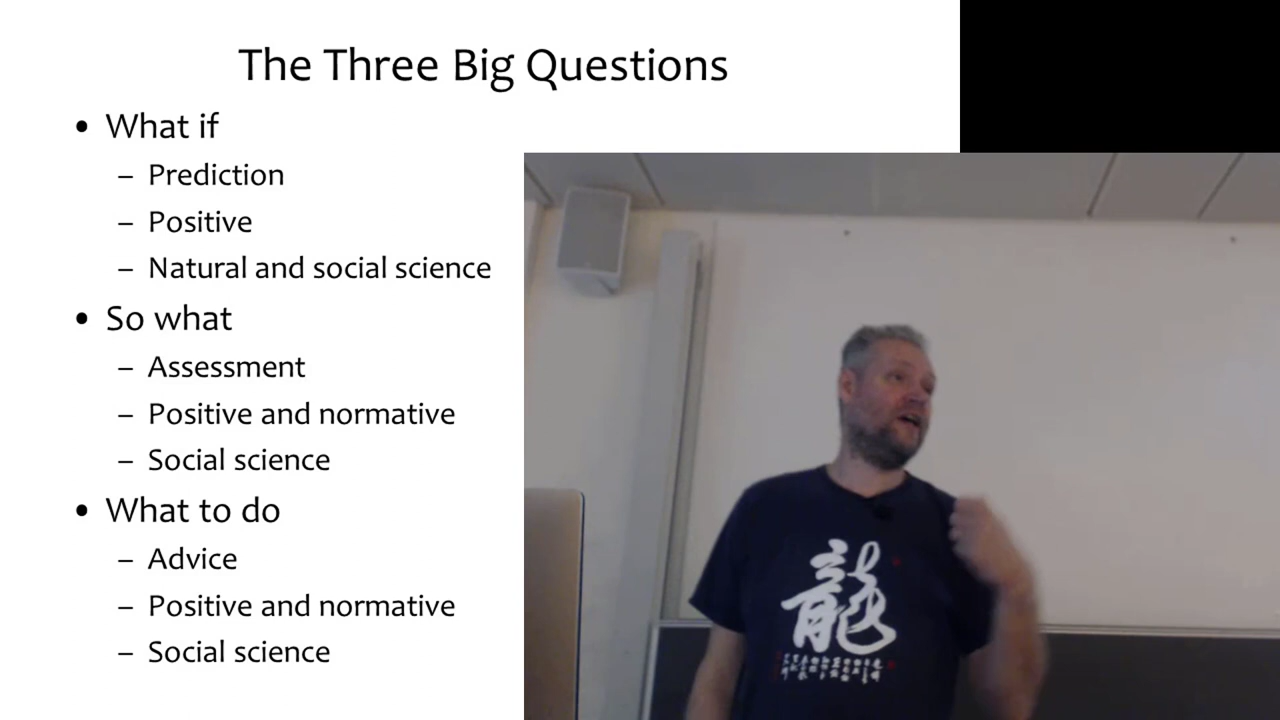 The Three Big Questions
• What if
– Prediction
– Positive
– Natural and social science
• So what
– Assessment
– Positive and normative
– Social science
• What to do
– Advice
– Positive and normative
– Social science
龍